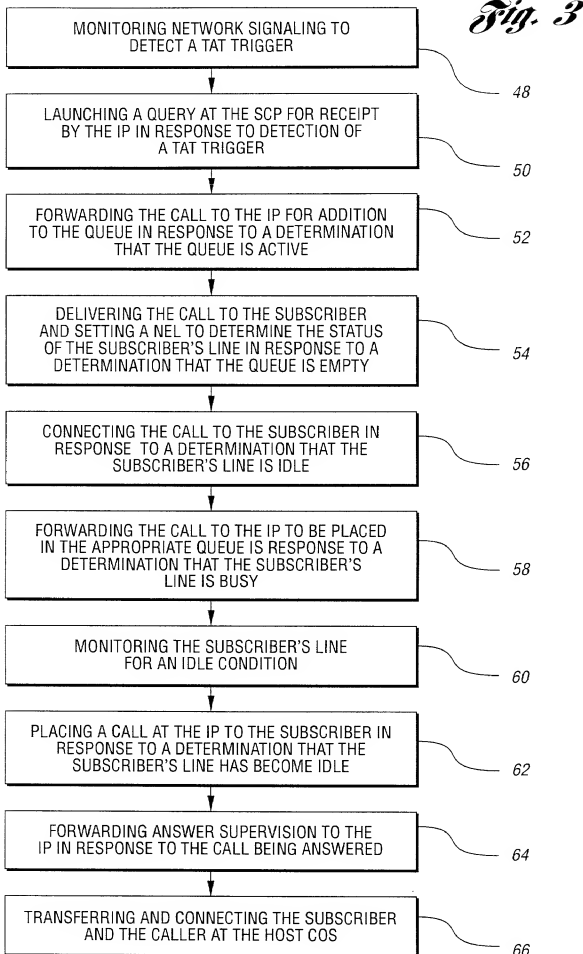 Fig. 3
MONITORING NETWORK SIGNALING TO
DETECT A TAT TRIGGER
48
LAUNCHING A QUERY AT THE SCP FOR RECEIPT
BY THE IP IN RESPONSE TO DETECTION OF
A TAT TRIGGER
50
FORWARDING THE CALL TO THE IP FOR ADDITION
TO THE QUEUE IN RESPONSE TO A DETERMINATION
THAT THE QUEUE IS ACTIVE
52
DELIVERING THE CALL TO THE SUBSCRIBER
AND SETTING A NEL TO DETERMINE THE STATUS
OF THE SUBSCRIBER'S LINE IN RESPONSE TO A
DETERMINATION THAT THE QUEUE IS EMPTY
54
CONNECTING THE CALL TO THE SUBSCRIBER IN
RESPONSE TO A DETERMINATION THAT THE
SUBSCRIBER'S LINE IS IDLE
56
FORWARDING THE CALL TO THE IP TO BE PLACED
IN THE APPROPRIATE QUEUE IS RESPONSE TO A
DETERMINATION THAT THE SUBSCRIBER'S
LINE IS BUSY
58
MONITORING THE SUBSCRIBER'S LINE
FOR AN IDLE CONDITION
60
PLACING A CALL AT THE IP TO THE SUBSCRIBER IN
RESPONSE TO A DETERMINATION THAT THE
SUBSCRIBER'S LINE HAS BECOME IDLE
62
FORWARDING ANSWER SUPERVISION TO THE
IP IN RESPONSE TO THE CALL BEING ANSWERED
64
TRANSFERRING AND CONNECTING THE SUBSCRIBER
AND THE CALLER AT THE HOST COS
66